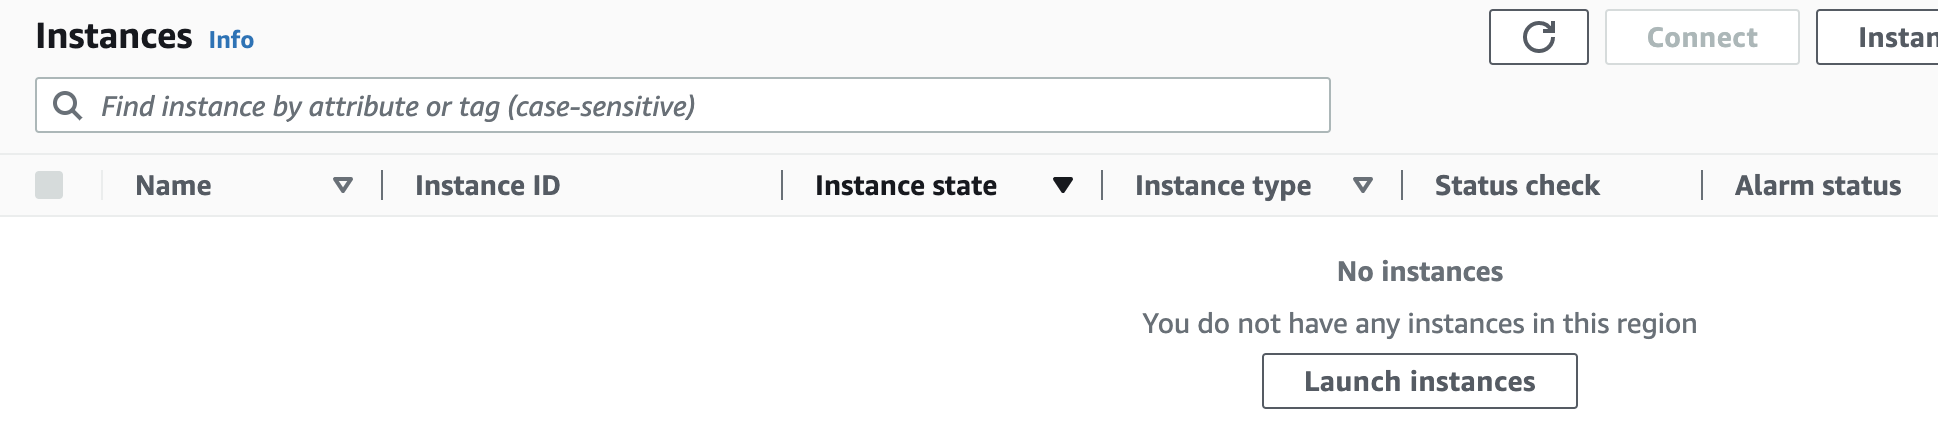 Instances Info
Connect
Find instance by attribute or tag (case-sensitive)
Name Instance ID Instance state Instance type Status check Alarm status
No instances
You do not have any instances in this region
Launch instances